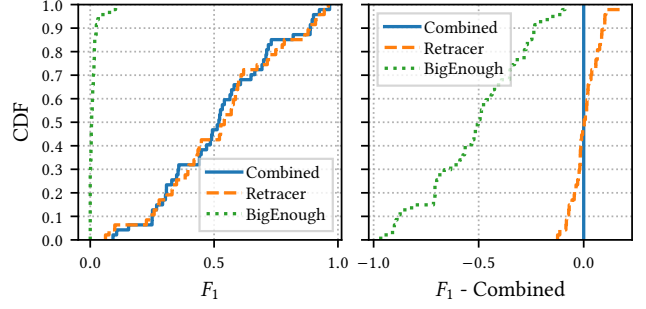 CDF
1.0
0.9
0.8
0.7
0.6
0.5
0.4
0.3
0.2
0.1
0.0
Combined
Retracer
BigEnough
0.0 0.5 1.0
F1
Combined
Retracer
BigEnough
−1.0 −0.5 0.0
F1 - Combined